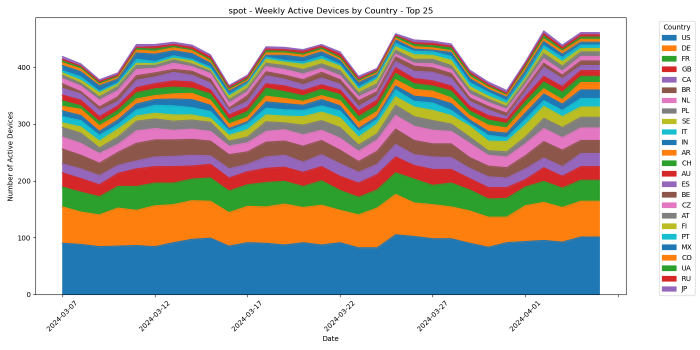 spot - Weekly Active Devices by Country - Top 25
Number of Active Devices
400
300
200
100
0
2024-03-07
2024-03-12
2024-03-17
2024-03-22
2024-03-27
2024-04-01
Date
Country
US
DE
FR
GB
CA
BR
NL
PL
SE
IT
IN
AR
CH
AU
ES
BE
CZ
AT
FI
PT
MX
CO
UA
RU
JP